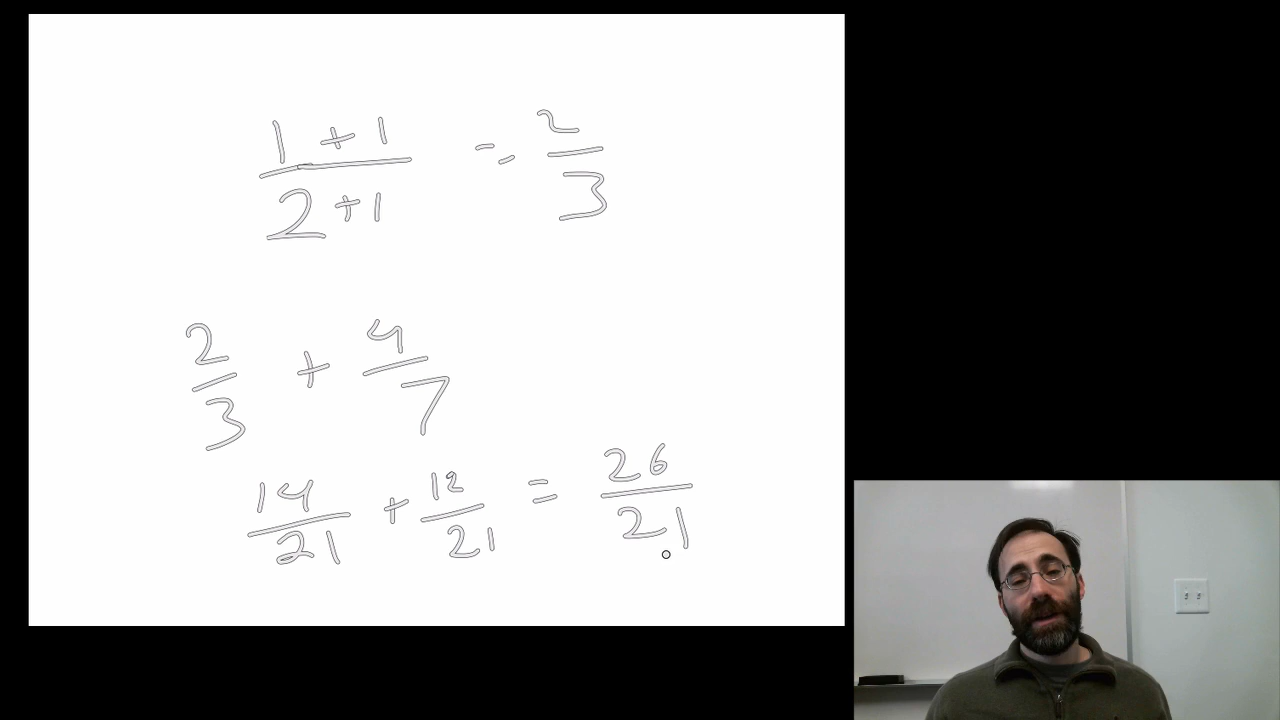 1 + 1 / 2 + 1 = 2/3
2/3 + 4/7
14/21 + 12/21 = 26/21